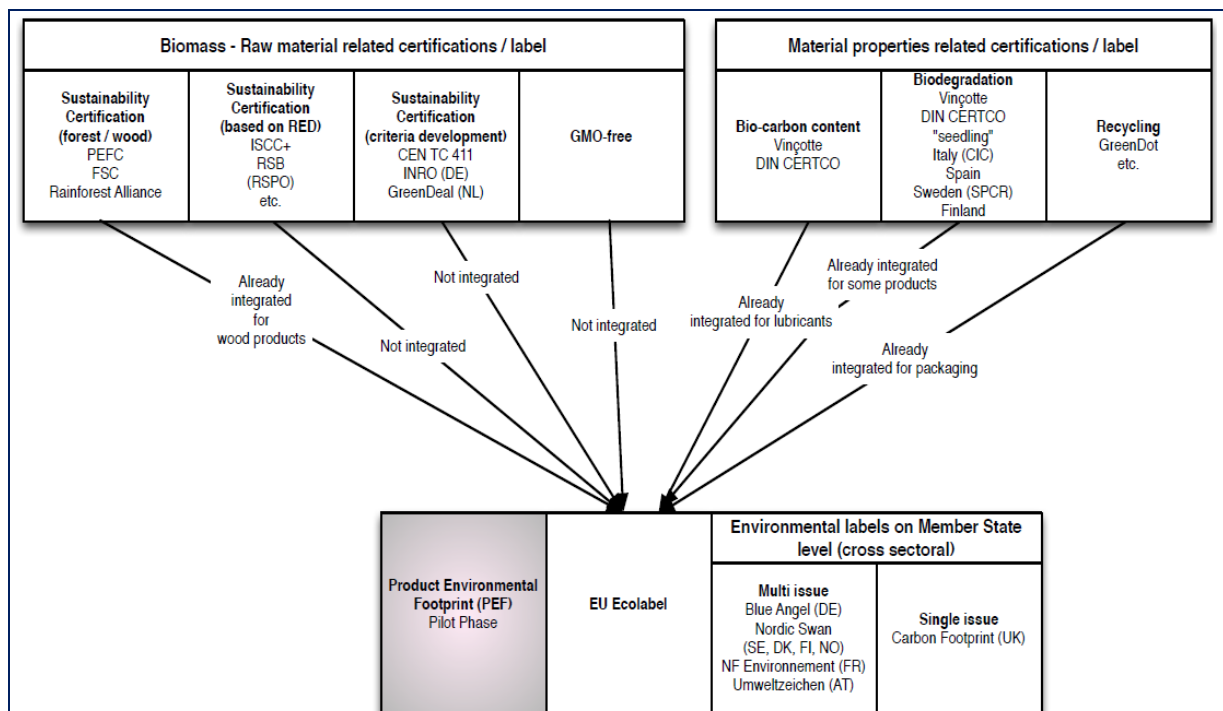 Biomass - Raw material related certifications / label
Sustainability
Certification
(forest / wood)
PEFC
FSC
Rainforest Alliance
Sustainability
Certification
(based on RED)
ISCC+
RSB
(RSPO)
etc.
Sustainability
Certification
(criteria development)
CEN TC 411
INRO (DE)
GreenDeal (NL)
GMO-free
Material properties related certifications / label
Bio-carbon content
Vinçotte
DIN CERTCO
Biodegradation
Vinçotte
DIN CERTCO
"seedling"
Italy (CIC)
Spain
Sweden (SPCR)
Finland
Recycling
GreenDot
etc.
Already
integrated
for
wood products
Not integrated
Not integrated
Not integrated
Already
integrated for lubricants
Already integrated
for some products
Already
integrated for packaging
Product Environmental
Footprint (PEF)
Pilot Phase
EU Ecolabel
Environmental labels on Member State
level (cross sectoral)
Multi issue
Blue Angel (DE)
Nordic Swan
(SE, DK, FI, NO)
NF Environnement (FR)
Umweltzeichen (AT)
Single issue
Carbon Footprint (UK)